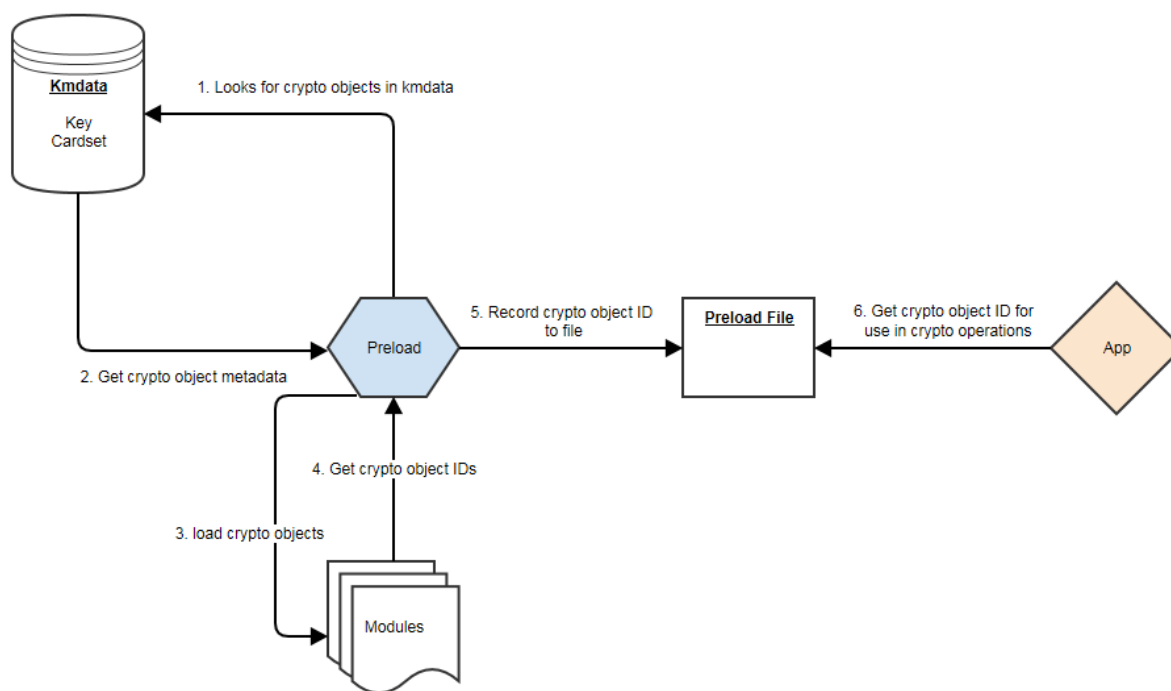 Kmdata
Key
Cardset
1. Looks for crypto objects in kmdata
2. Get crypto object metadata
Preload
5. Record crypto object ID
to file
Preload File
6. Get crypto object ID for
use in crypto operations
App
4. Get crypto object IDs
3. load crypto objects
Modules